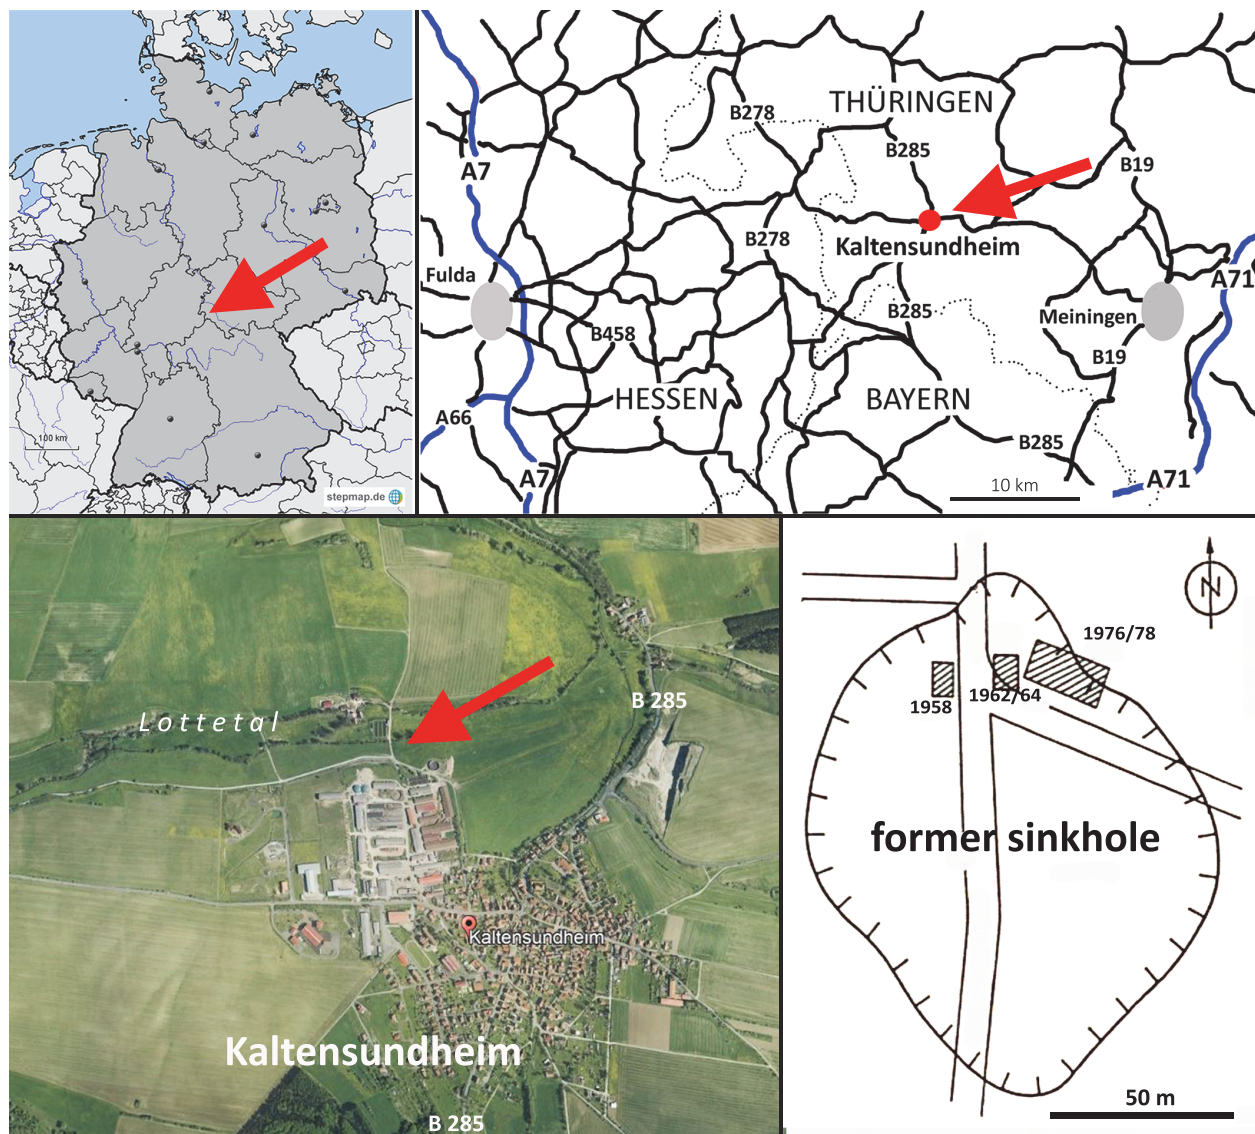 100 km
stepmap.de
THÜRINGEN
B278
B285
A7
B19
Kaltensundheim
B278
Fulda
A71
B285
Meiningen
B458
B19
HESSEN
BAYERN
A66
B285
A7
A71
10 km
Lottetal
B 285
Kaltensundheim
Kaltensundheim
B 285
N
1976/78
1958
1962/64
former sinkhole
50 m